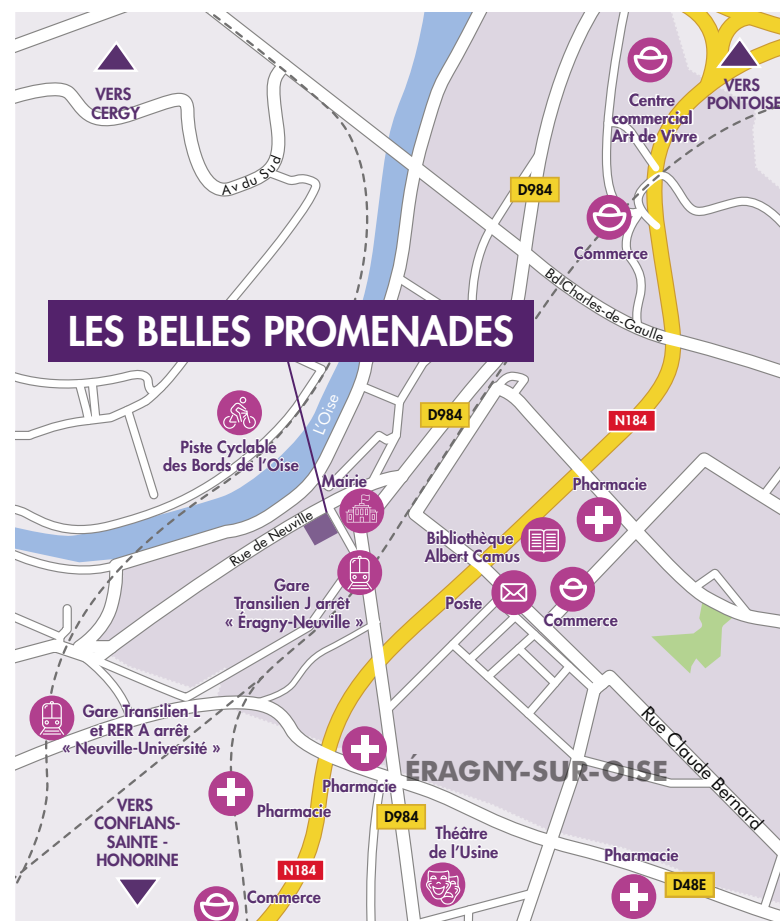 VERS
CERGY
Centre
commercial
Art de Vivre
VERS
PONTOISE
Av du Sud
D984
Commerce
Bd Charles-de-Gaulle
LES BELLES PROMENADES
L'Oise
D984
N184
Piste Cyclable
des Bords de l'Oise
Mairie
Pharmacie
Rue de Neuville
Bibliothèque
Albert Camus
Gare
Transilien J arrêt
« Éragny-Neuville »
Poste
Commerce
Gare Transilien L
et RER A arrêt
« Neuville-Université »
Rue Claude Bernard
Pharmacie
ÉRAGNY-SUR-OISE
Pharmacie
VERS
CONFLANS-
SAINTE -
HONORINE
D984
Théâtre
de l'Usine
Pharmacie
N184
D48E
Commerce